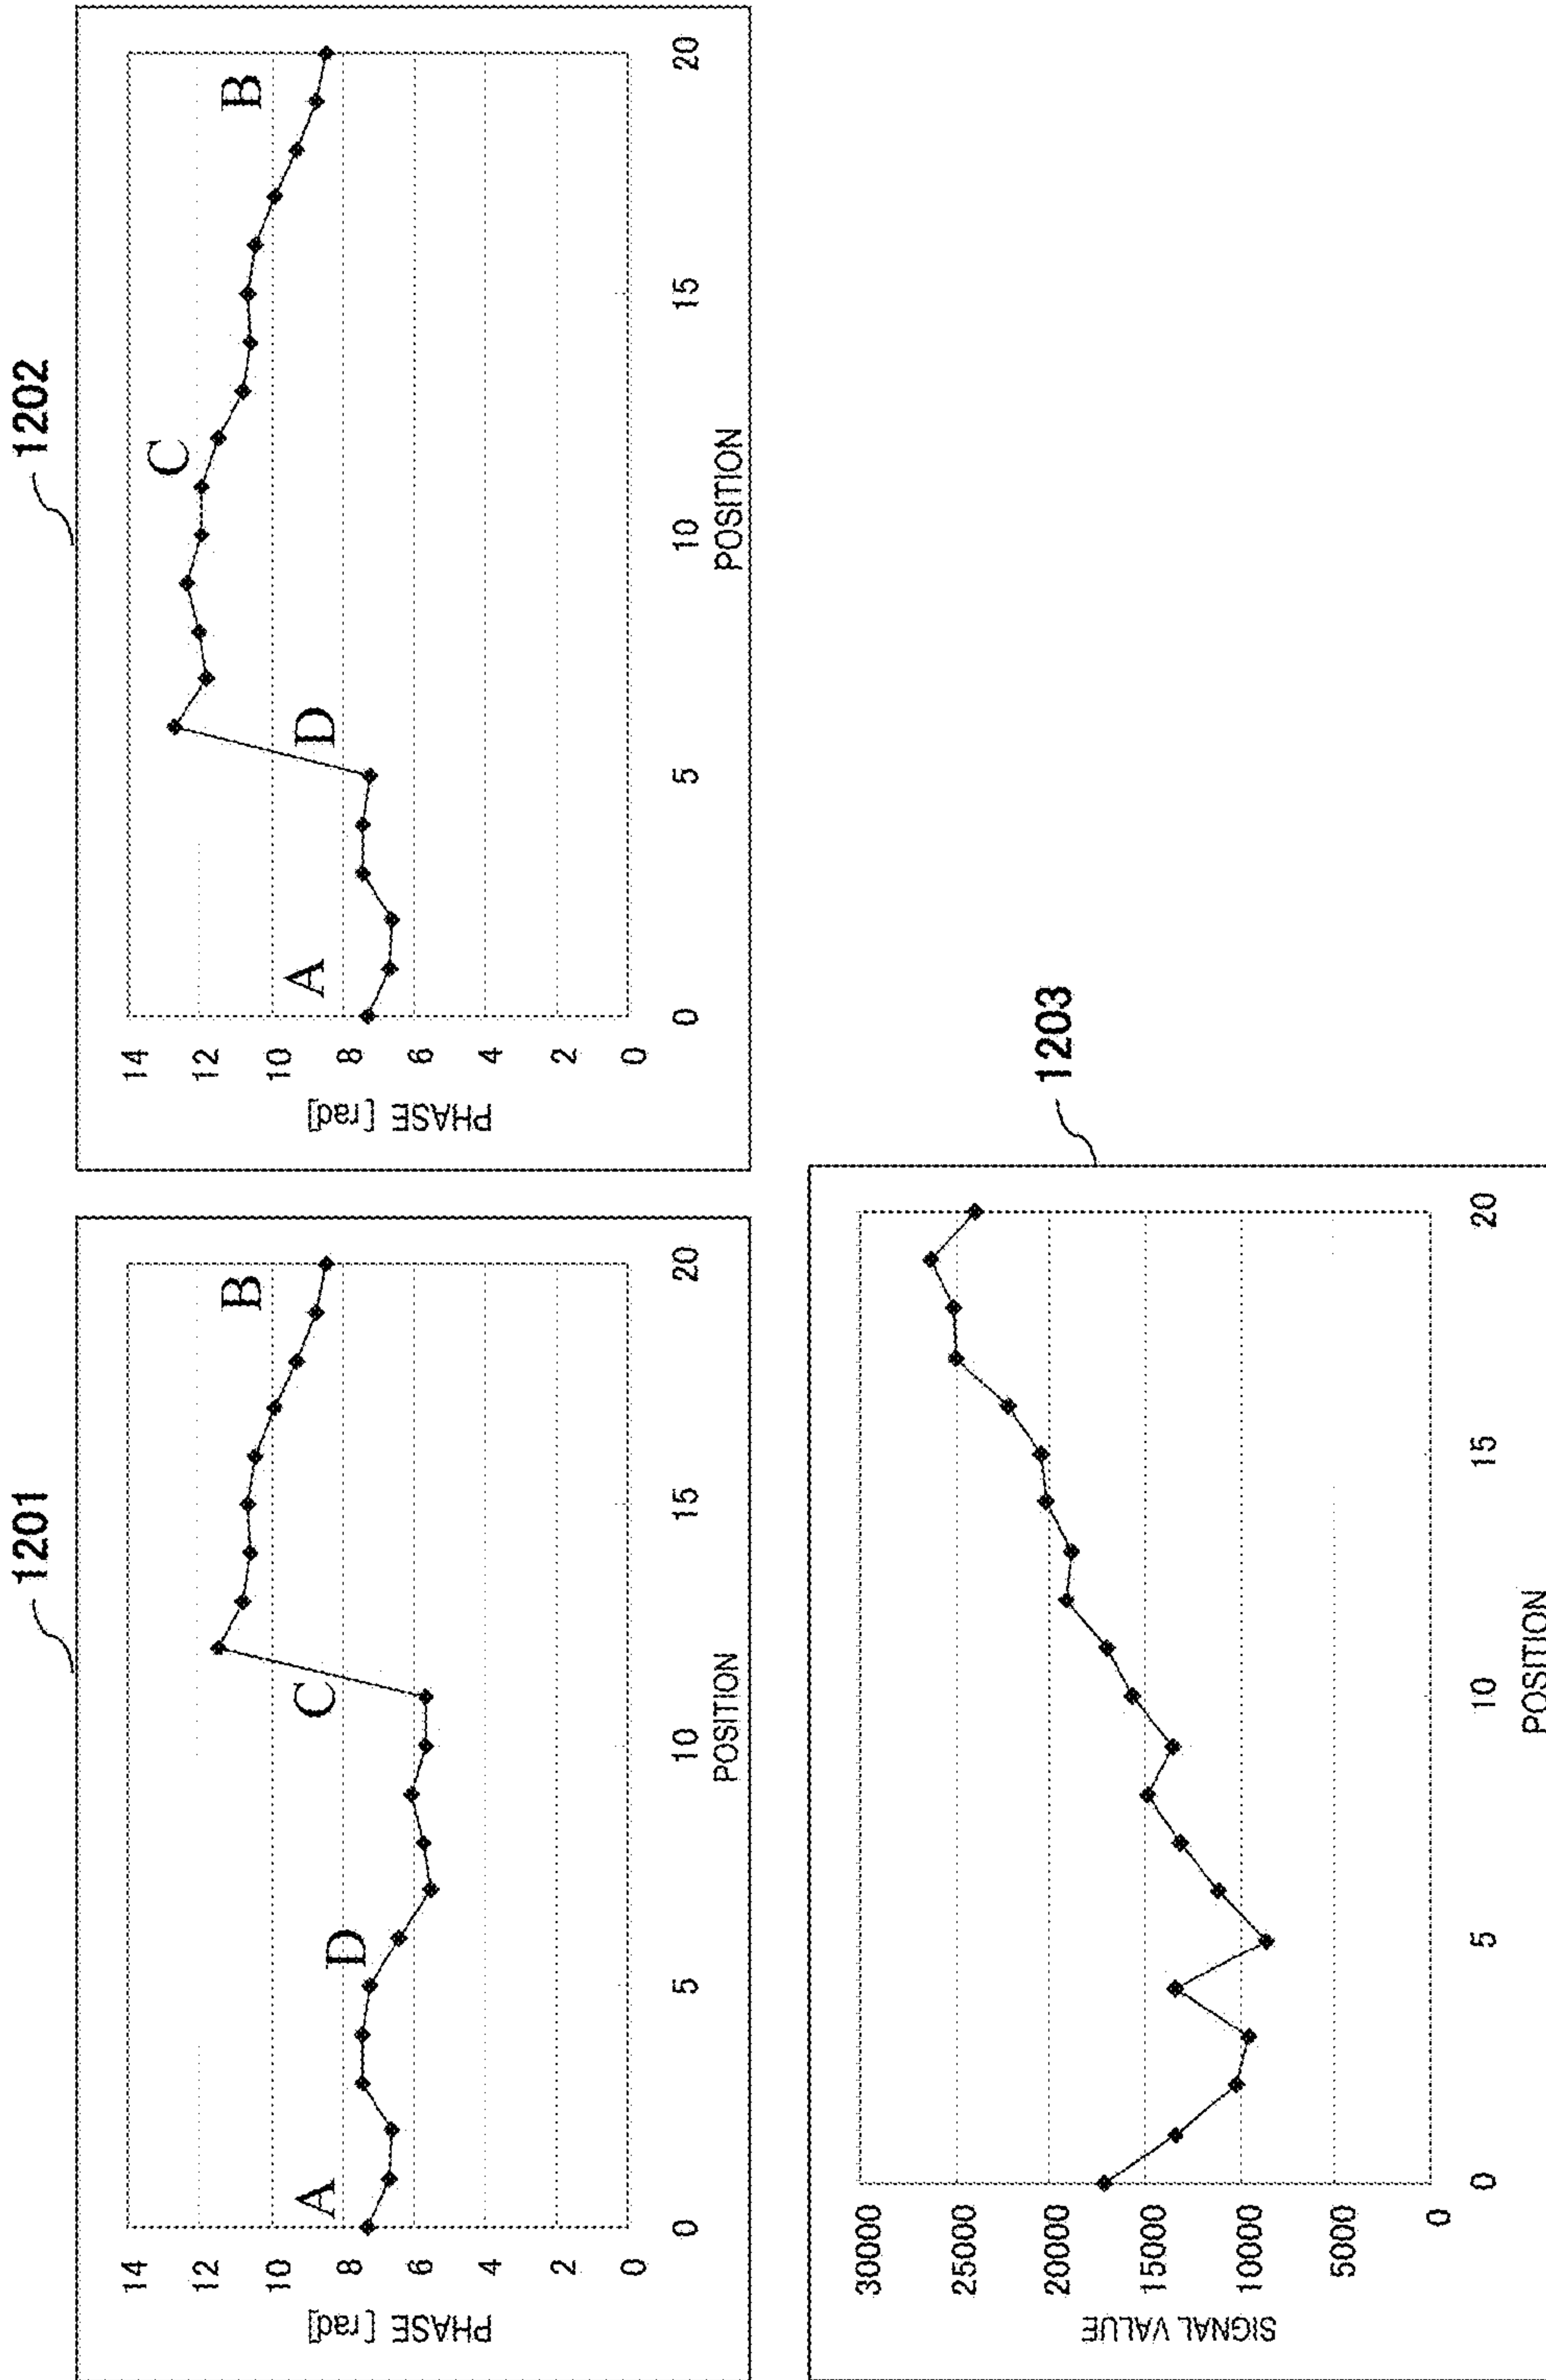 1201
PHASE [rad]
14
12
10
8
6
4
2
0
A
D
C
B
0
5
10
15
20
POSITION
1202
PHASE [rad]
14
12
10
8
6
4
2
0
A
D
C
B
0
5
10
15
20
POSITION
1203
SIGNAL VALUE
30000
25000
20000
15000
10000
5000
0
0
5
10
15
20
POSITION